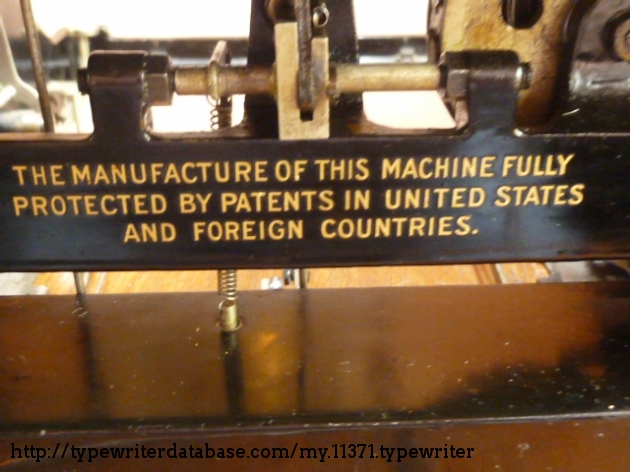 THE MANUFACTURE OF THIS MACHINE FULLY
PROTECTED BY PATENTS IN UNITED STATES
AND FOREIGN COUNTRIES.
http://typewriterdatabase.com/my.11371.typewriter